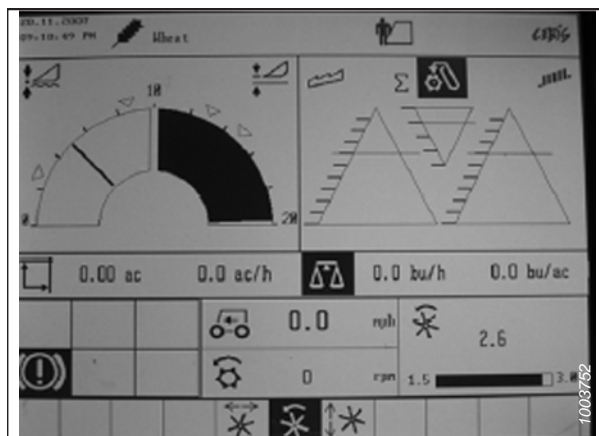 20.11.2007
09:10:49 PM
Wheat
CEBIS
10
Σ
0
20
0.00 ac
0.0 ac/h
0.0 bu/h
0.0 bu/ac
0.0
mph
2.6
0
rpm
1.5
3.0
1003752